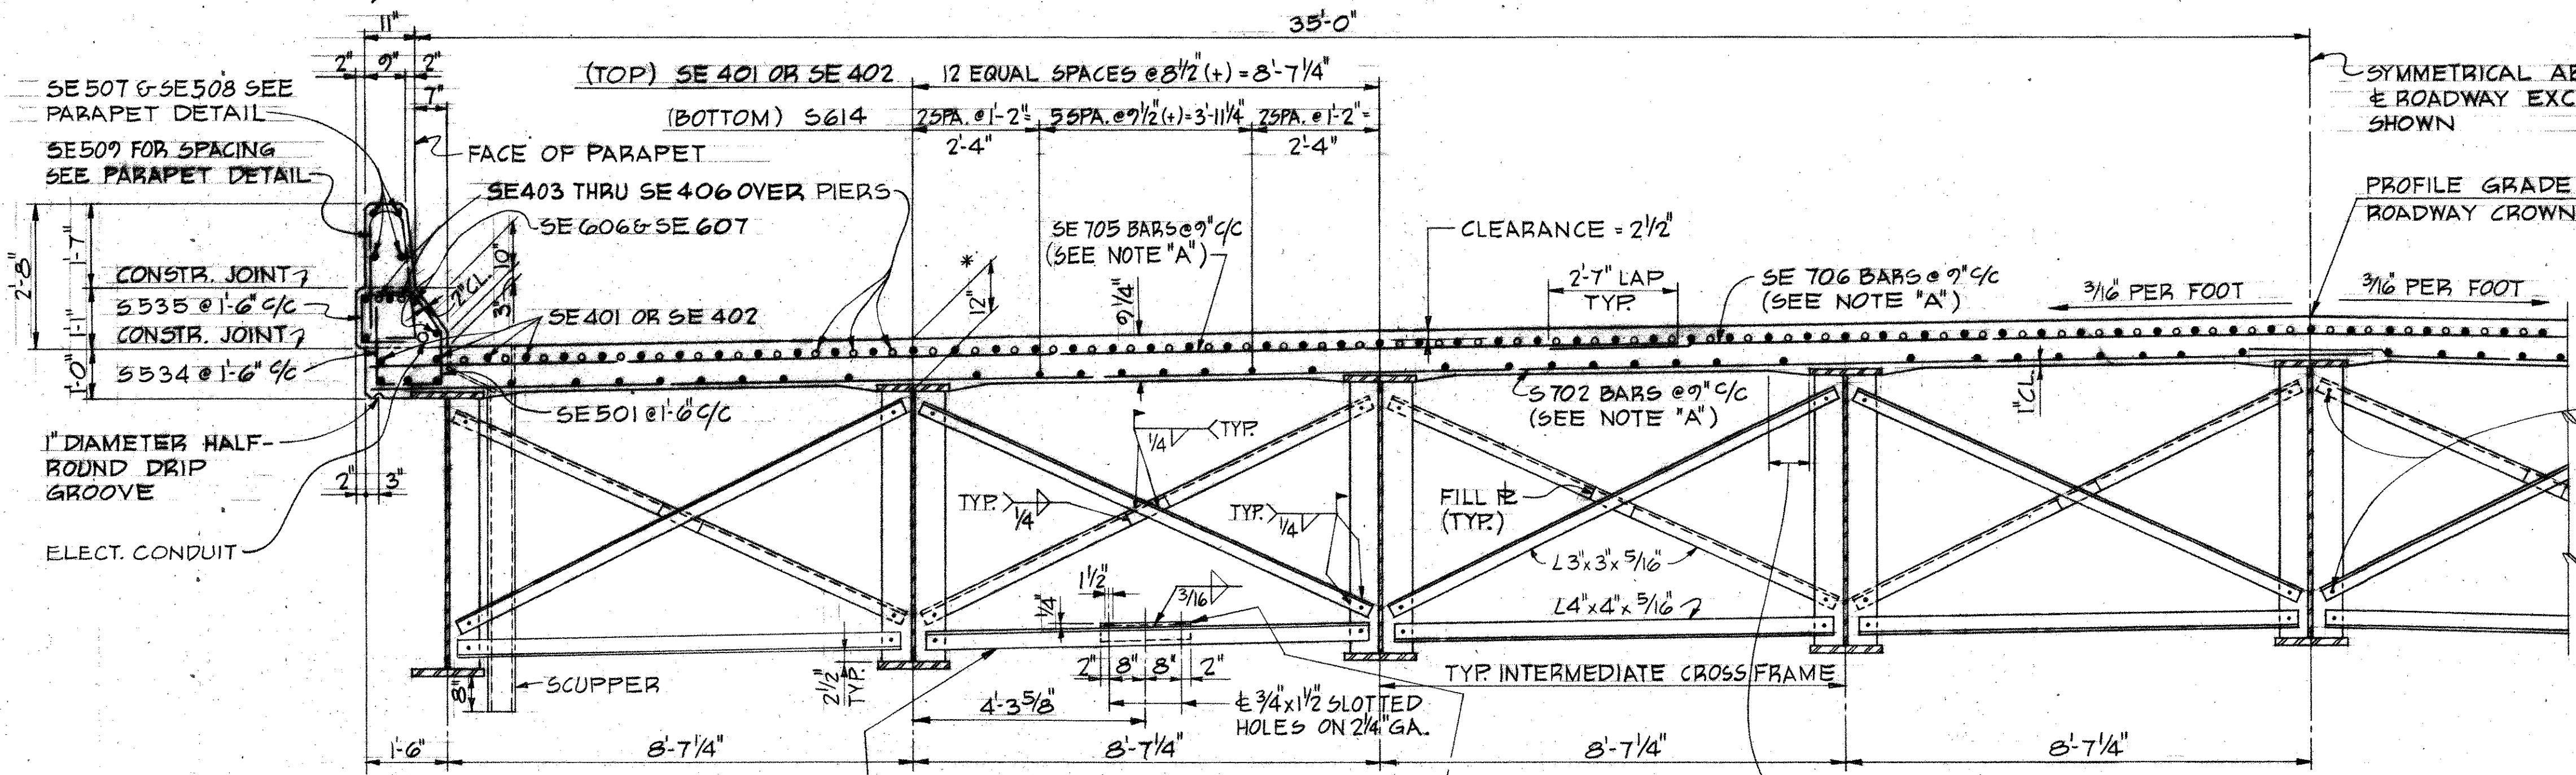 11"
35'-0"
2" 9" 2"
7"
(TOP) SE 401 OR SE 402
12 EQUAL SPACES @ 8 1/2" (+) = 8'-7 1/4"
(BOTTOM) S614
2 SPA. @ 1'-2" =
2'-4"
5 SPA. @ 9 1/2" (+) = 3'-11 1/4"
2 SPA. @ 1'-2" =
2'-4"
SE 507 & SE 508 SEE
PARAPET DETAIL
SE 509 FOR SPACING
SEE PARAPET DETAIL
FACE OF PARAPET
SE 403 THRU SE 406 OVER PIERS
SE 606 & SE 607
SE 705 BARS @ 9" C/C
(SEE NOTE "A")
CLEARANCE = 2 1/2"
SYMMETRICAL
℄ ROADWAY
SHOWN
PROFILE GRADE
ROADWAY CROWN
2'-8"
1'-7"
1'-1"
1'-0"
CONSTR. JOINT
S 535 @ 1'-6" C/C
CONSTR. JOINT
S 534 @ 1'-6" C/C
2" CL.
10"
3"
SE 401 OR SE 402
*
12"
9 1/4"
2'-7" LAP
TYP.
SE 706 BARS @ 9" C/C
(SEE NOTE "A")
3/16 PER FOOT
3/16" PER FOOT
SE 501 @ 1'-6" C/C
S 702 BARS @ 9" C/C
(SEE NOTE "A")
1" CL.
1" DIAMETER HALF-
ROUND DRIP
GROOVE
2" 3"
ELECT. CONDUIT
1/4 TYP.
TYP. 1/4
TYP. 1/4
FILL ℞
(TYP.)
L 3" x 3" x 5/16"
L 4" x 4" x 5/16"
1 1/2"
1/4"
3/16
2" 8" 8" 2"
SCUPPER
8"
2 1/2"
TYP.
4'-3 5/8"
℄ 3/4" x 1 1/2" SLOTTED
HOLES ON 2 1/4" GA.
TYP. INTERMEDIATE CROSS FRAME
1'-6"
8'-7 1/4"
8'-7 1/4"
8'-7 1/4"
8'-7 1/4"